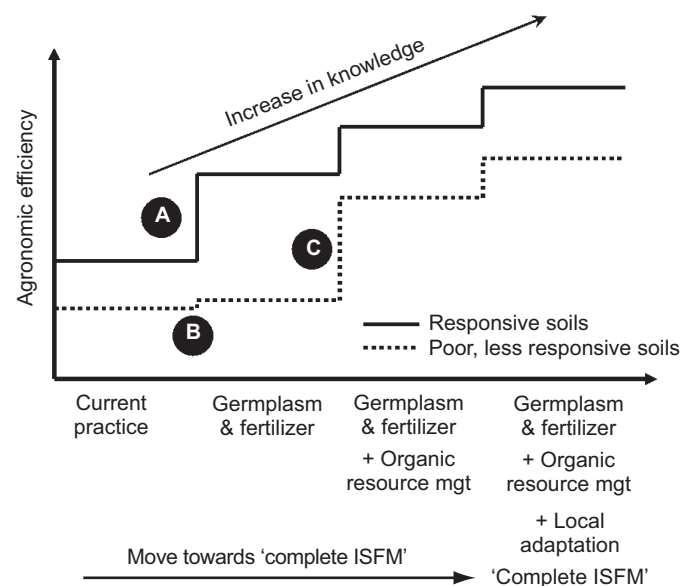 Increase in knowledge
Agronomic efficiency
A
C
B
Responsive soils
Poor, less responsive soils
Current
practice
Germplasm
& fertilizer
Germplasm
& fertilizer
+ Organic
resource mgt
Germplasm
& fertilizer
+ Organic
resource mgt
+ Local
adaptation
Move towards ‘complete ISFM’
‘Complete ISFM’